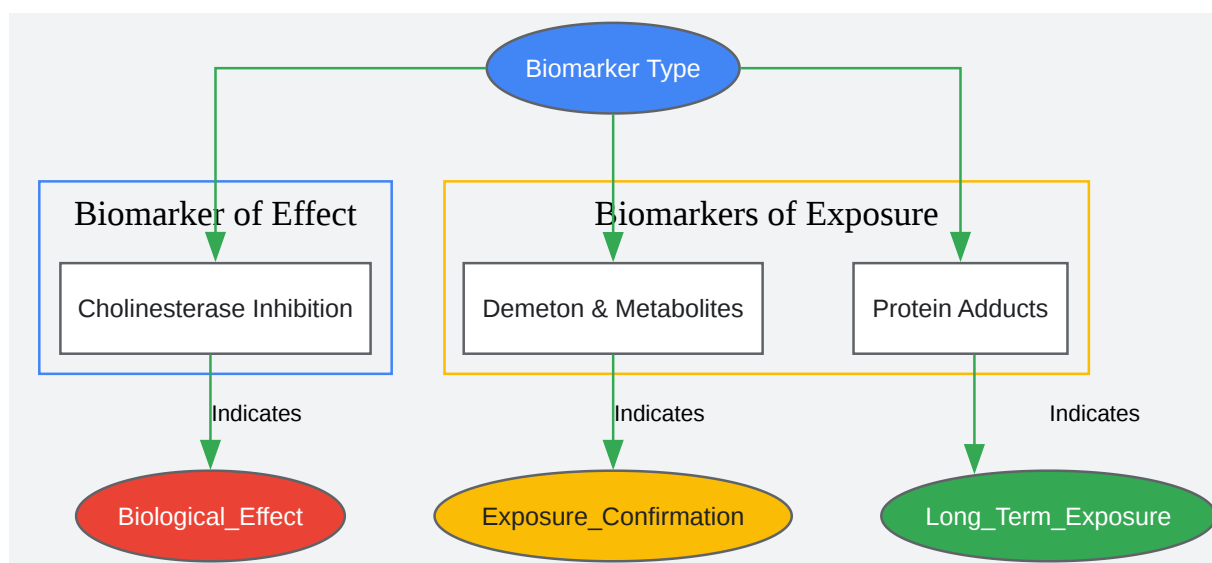 Biomarker Type
Biomarker of Effect
Biomarkers of Exposure
Cholinesterase Inhibition
Demeton & Metabolites
Protein Adducts
Indicates
Indicates
Indicates
Biological_Effect
Exposure_Confirmation
Long_Term_Exposure